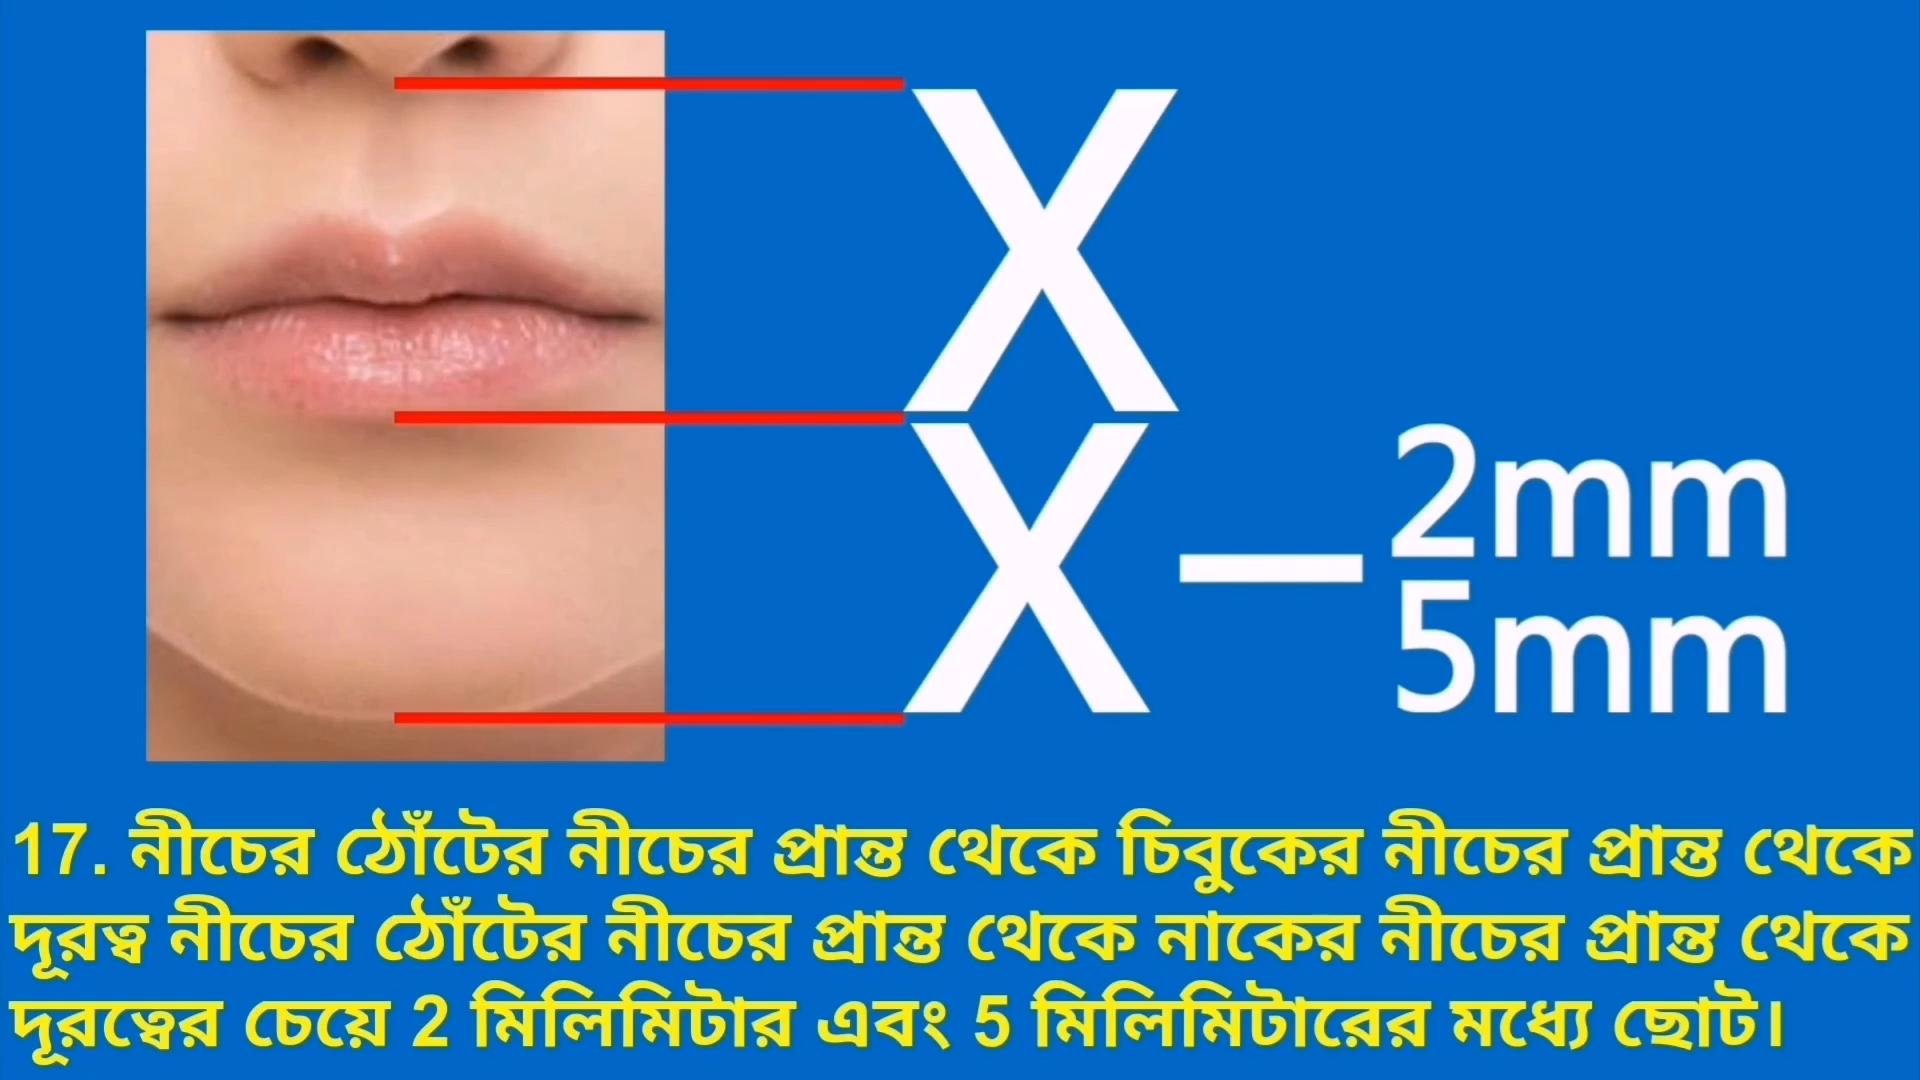 X
X — 2mm
5mm
17. নীচের ঠোঁটের নীচের প্রান্ত থেকে চিবুকের নীচের প্রান্ত থেকে
দূরত্ব নীচের ঠোঁটের নীচের প্রান্ত থেকে নাকের নীচের প্রান্ত থেকে
দূরত্বের চেয়ে 2 মিলিমিটার এবং 5 মিলিমিটারের মধ্যে ছোট।